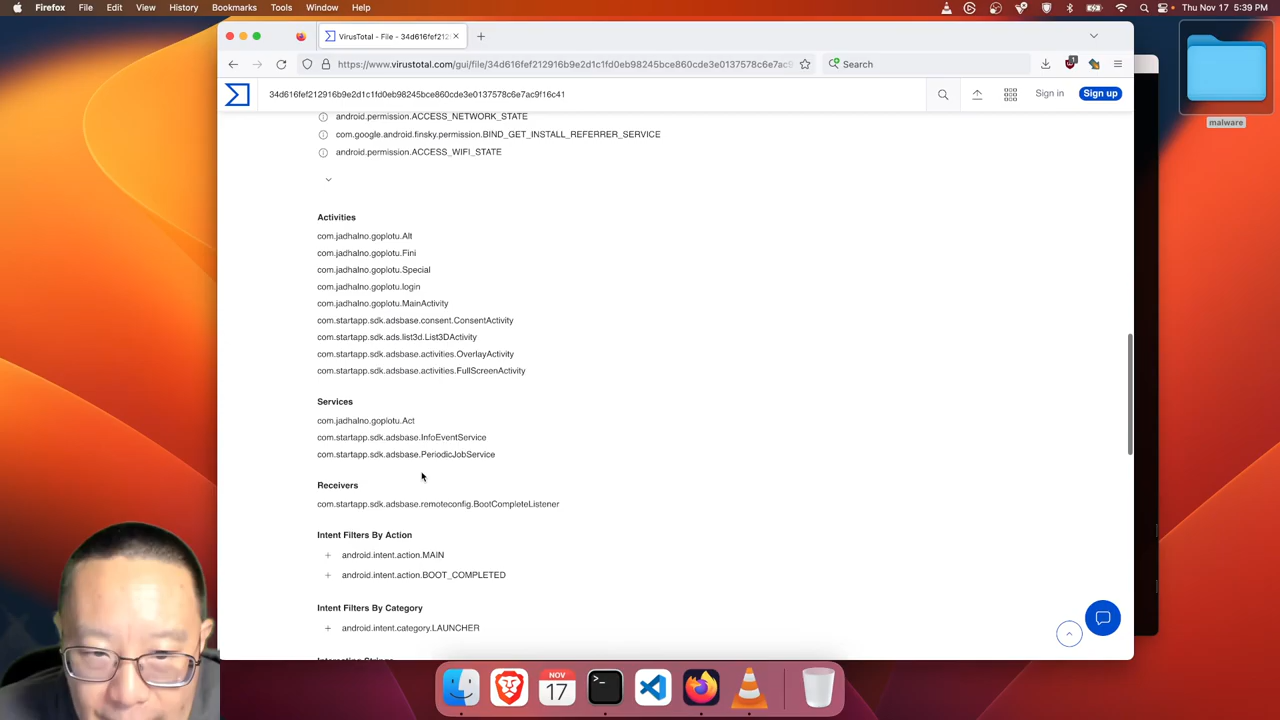 Firefox File Edit View History Bookmarks Tools Window Help
Thu Nov 17 5:39 PM
VirusTotal - File - 34d616fef212
https://www.virustotal.com/gui/file/34d616fef212916b9e2d1c1fd0eb98245bce860cde3e0137578c6e7ac9
Search
34d616fef212916b9e2d1c1fd0eb98245bce860cde3e0137578c6e7ac9f16c41
Sign in
Sign up
malware
android.permission.ACCESS_NETWORK_STATE
com.google.android.finsky.permission.BIND_GET_INSTALL_REFERRER_SERVICE
android.permission.ACCESS_WIFI_STATE
Activities
com.jadhalno.goplotu.Alt
com.jadhalno.goplotu.Fini
com.jadhalno.goplotu.Special
com.jadhalno.goplotu.login
com.jadhalno.goplotu.MainActivity
com.startapp.sdk.adsbase.consent.ConsentActivity
com.startapp.sdk.ads.list3d.List3DActivity
com.startapp.sdk.adsbase.activities.OverlayActivity
com.startapp.sdk.adsbase.activities.FullScreenActivity
Services
com.jadhalno.goplotu.Act
com.startapp.sdk.adsbase.InfoEventService
com.startapp.sdk.adsbase.PeriodicJobService
Receivers
com.startapp.sdk.adsbase.remoteconfig.BootCompleteListener
Intent Filters By Action
+ android.intent.action.MAIN
+ android.intent.action.BOOT_COMPLETED
Intent Filters By Category
+ android.intent.category.LAUNCHER
NOV
17